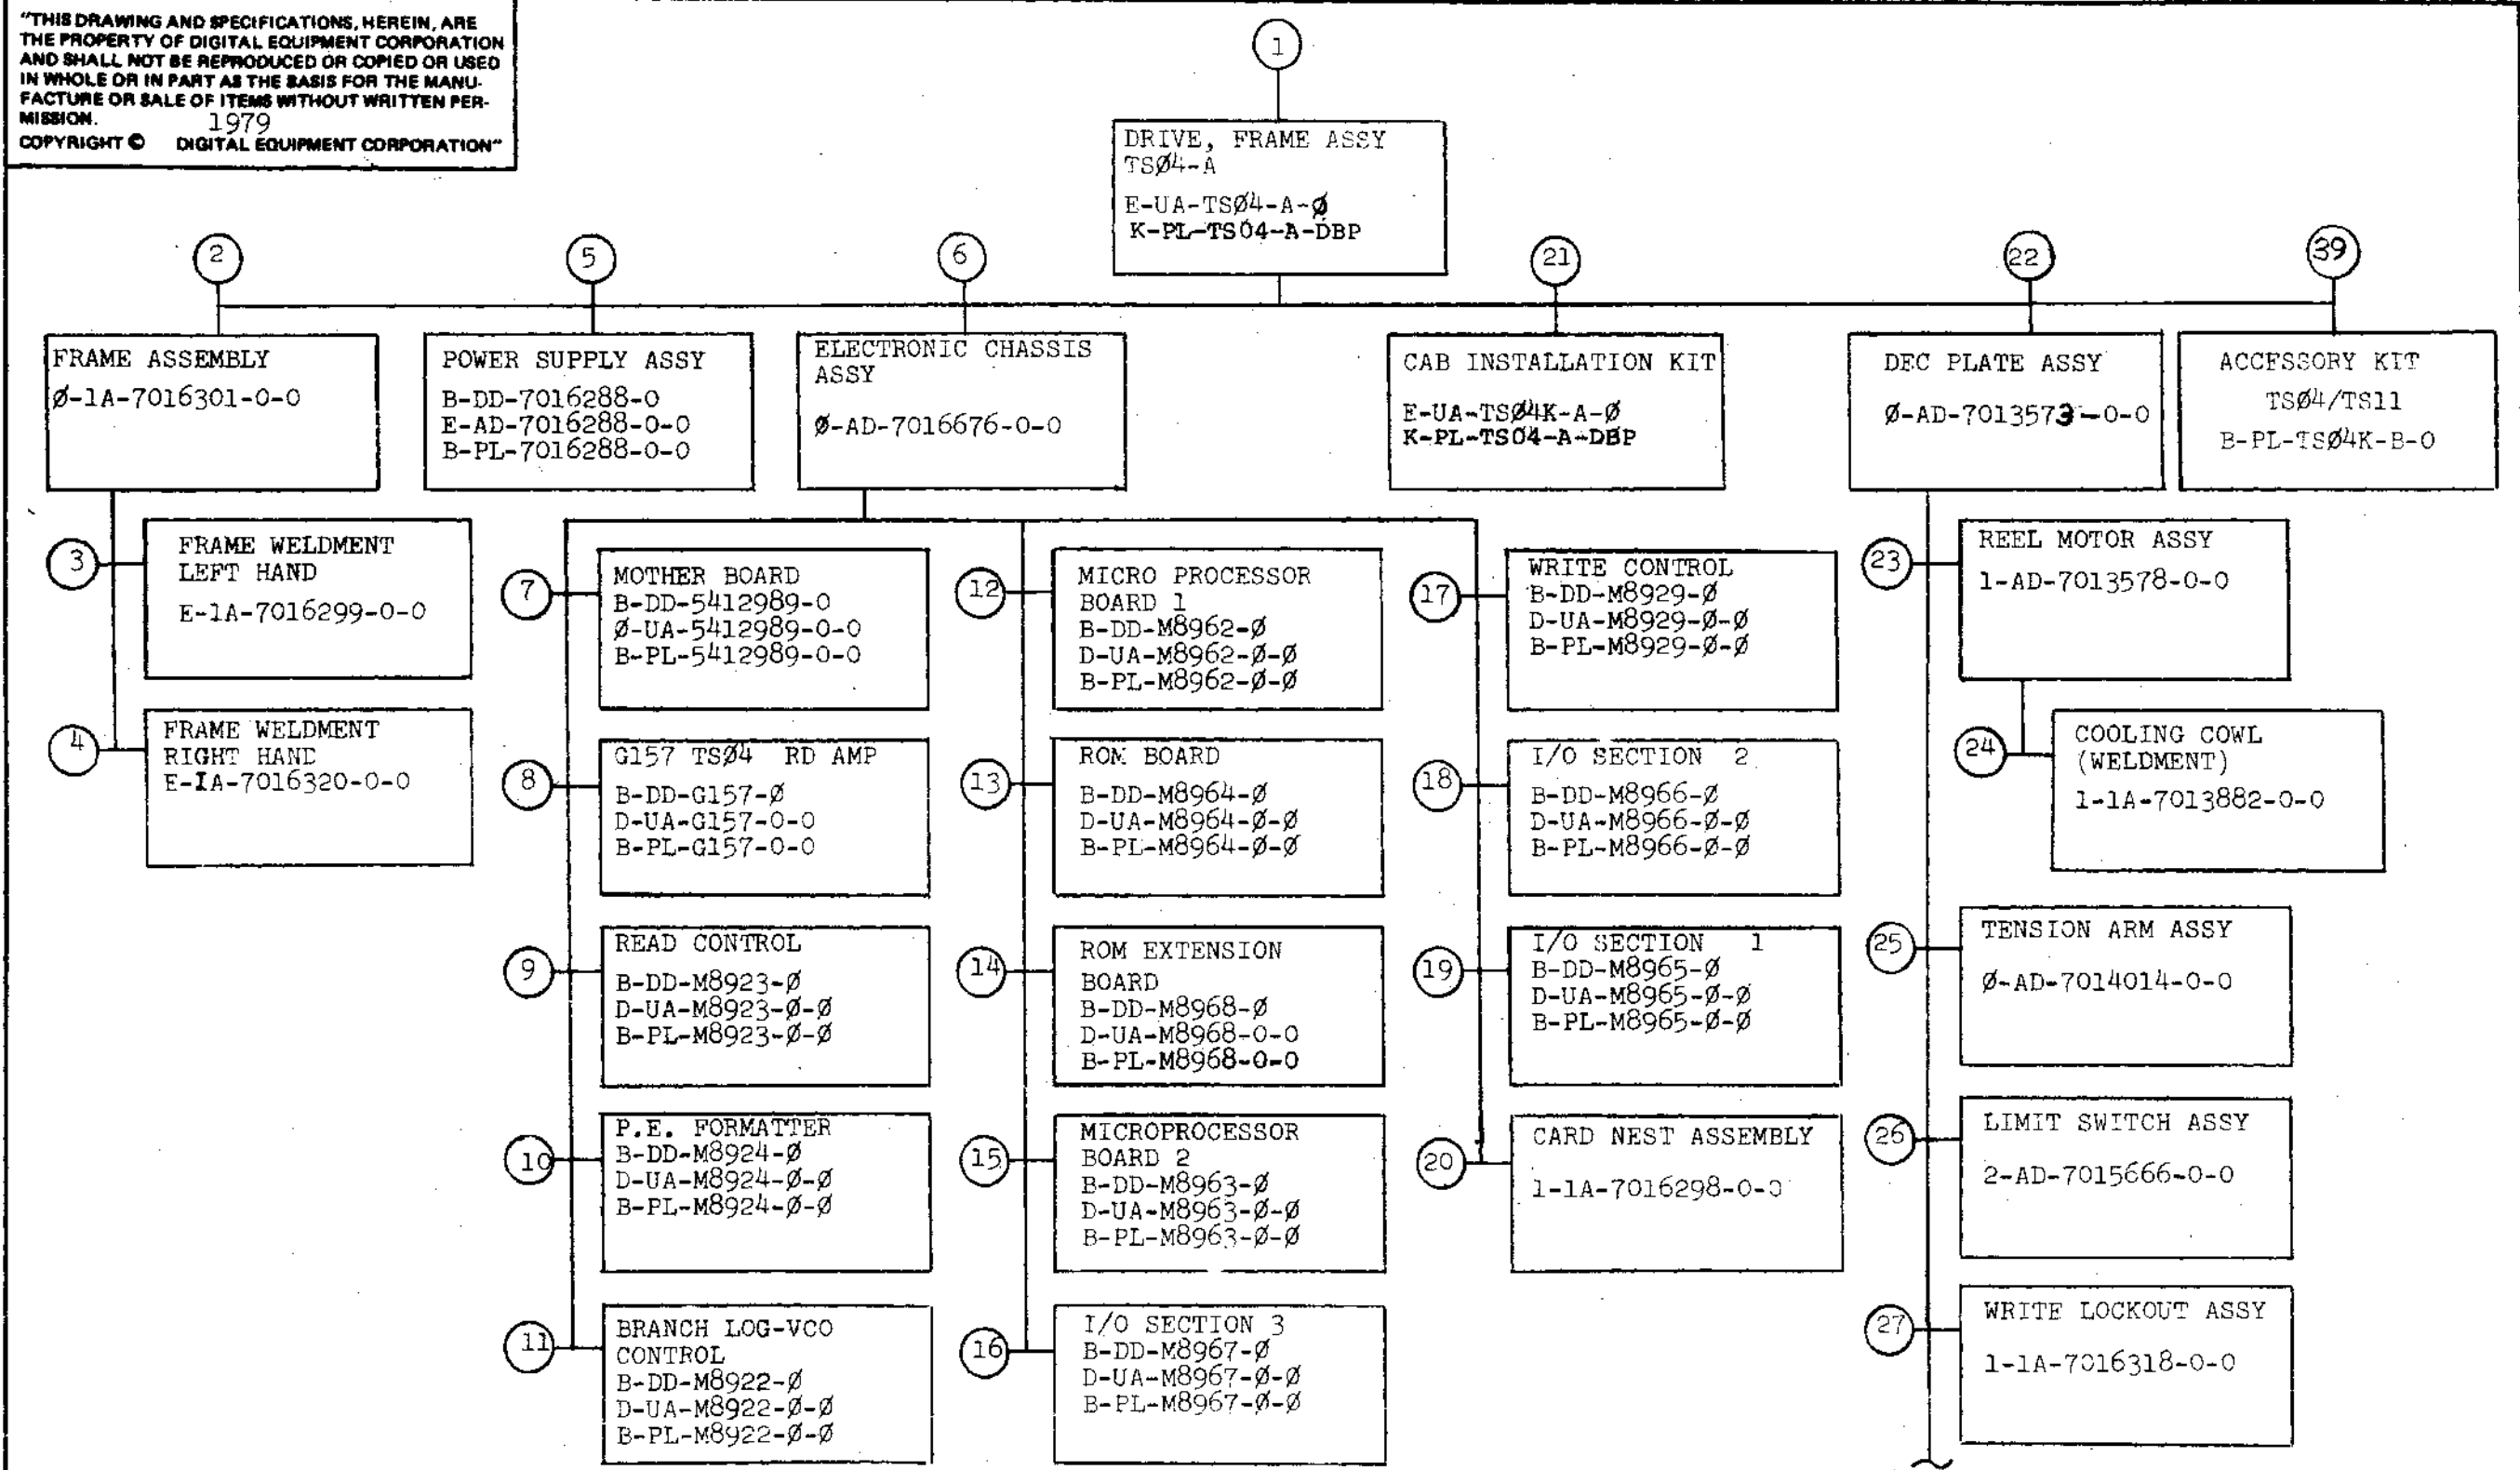 "THIS DRAWING AND SPECIFICATIONS, HEREIN, ARE
THE PROPERTY OF DIGITAL EQUIPMENT CORPORATION
AND SHALL NOT BE REPRODUCED OR COPIED OR USED
IN WHOLE OR IN PART AS THE BASIS FOR THE MANU-
FACTURE OR SALE OF ITEMS WITHOUT WRITTEN PER-
MISSION. 1979
COPYRIGHT © DIGITAL EQUIPMENT CORPORATION"
1
DRIVE, FRAME ASSY
TSØ4-A
E-UA-TSØ4-A-Ø
K-PL-TS04-A-DBP
2
FRAME ASSEMBLY
Ø-1A-7016301-0-0
3
FRAME WELDMENT
LEFT HAND
E-1A-7016299-0-0
4
FRAME WELDMENT
RIGHT HAND
E-IA-7016320-0-0
5
POWER SUPPLY ASSY
B-DD-7016288-0
E-AD-7016288-0-0
B-PL-7016288-0-0
6
ELECTRONIC CHASSIS
ASSY
Ø-AD-7016676-0-0
7
MOTHER BOARD
B-DD-5412989-0
Ø-UA-5412989-0-0
B-PL-5412989-0-0
8
G157 TSØ4 RD AMP
B-DD-G157-Ø
D-UA-G157-0-0
B-PL-G157-0-0
9
READ CONTROL
B-DD-M8923-Ø
D-UA-M8923-Ø-Ø
B-PL-M8923-Ø-Ø
10
P.E. FORMATTER
B-DD-M8924-Ø
D-UA-M8924-Ø-Ø
B-PL-M8924-Ø-Ø
11
BRANCH LOG-VCO
CONTROL
B-DD-M8922-Ø
D-UA-M8922-Ø-Ø
B-PL-M8922-Ø-Ø
12
MICRO PROCESSOR
BOARD 1
B-DD-M8962-Ø
D-UA-M8962-Ø-Ø
B-PL-M8962-Ø-Ø
13
ROM BOARD
B-DD-M8964-Ø
D-UA-M8964-Ø-Ø
B-PL-M8964-Ø-Ø
14
ROM EXTENSION
BOARD
B-DD-M8968-Ø
D-UA-M8968-0-0
B-PL-M8968-0-0
15
MICROPROCESSOR
BOARD 2
B-DD-M8963-Ø
D-UA-M8963-Ø-Ø
B-PL-M8963-Ø-Ø
16
I/O SECTION 3
B-DD-M8967-Ø
D-UA-M8967-Ø-Ø
B-PL-M8967-Ø-Ø
17
WRITE CONTROL
B-DD-M8929-Ø
D-UA-M8929-Ø-Ø
B-PL-M8929-Ø-Ø
18
I/O SECTION 2
B-DD-M8966-Ø
D-UA-M8966-Ø-Ø
B-PL-M8966-Ø-Ø
19
I/O SECTION 1
B-DD-M8965-Ø
D-UA-M8965-Ø-Ø
B-PL-M8965-Ø-Ø
20
CARD NEST ASSEMBLY
1-1A-7016298-0-0
21
CAB INSTALLATION KIT
E-UA-TSØ4K-A-Ø
K-PL-TS04-A-DBP
22
DEC PLATE ASSY
Ø-AD-7013573-0-0
23
REEL MOTOR ASSY
1-AD-7013578-0-0
24
COOLING COWL
(WELDMENT)
1-1A-7013882-0-0
25
TENSION ARM ASSY
Ø-AD-7014014-0-0
26
LIMIT SWITCH ASSY
2-AD-7015666-0-0
27
WRITE LOCKOUT ASSY
1-1A-7016318-0-0
39
ACCESSORY KIT
TSØ4/TS11
B-PL-TSØ4K-B-0